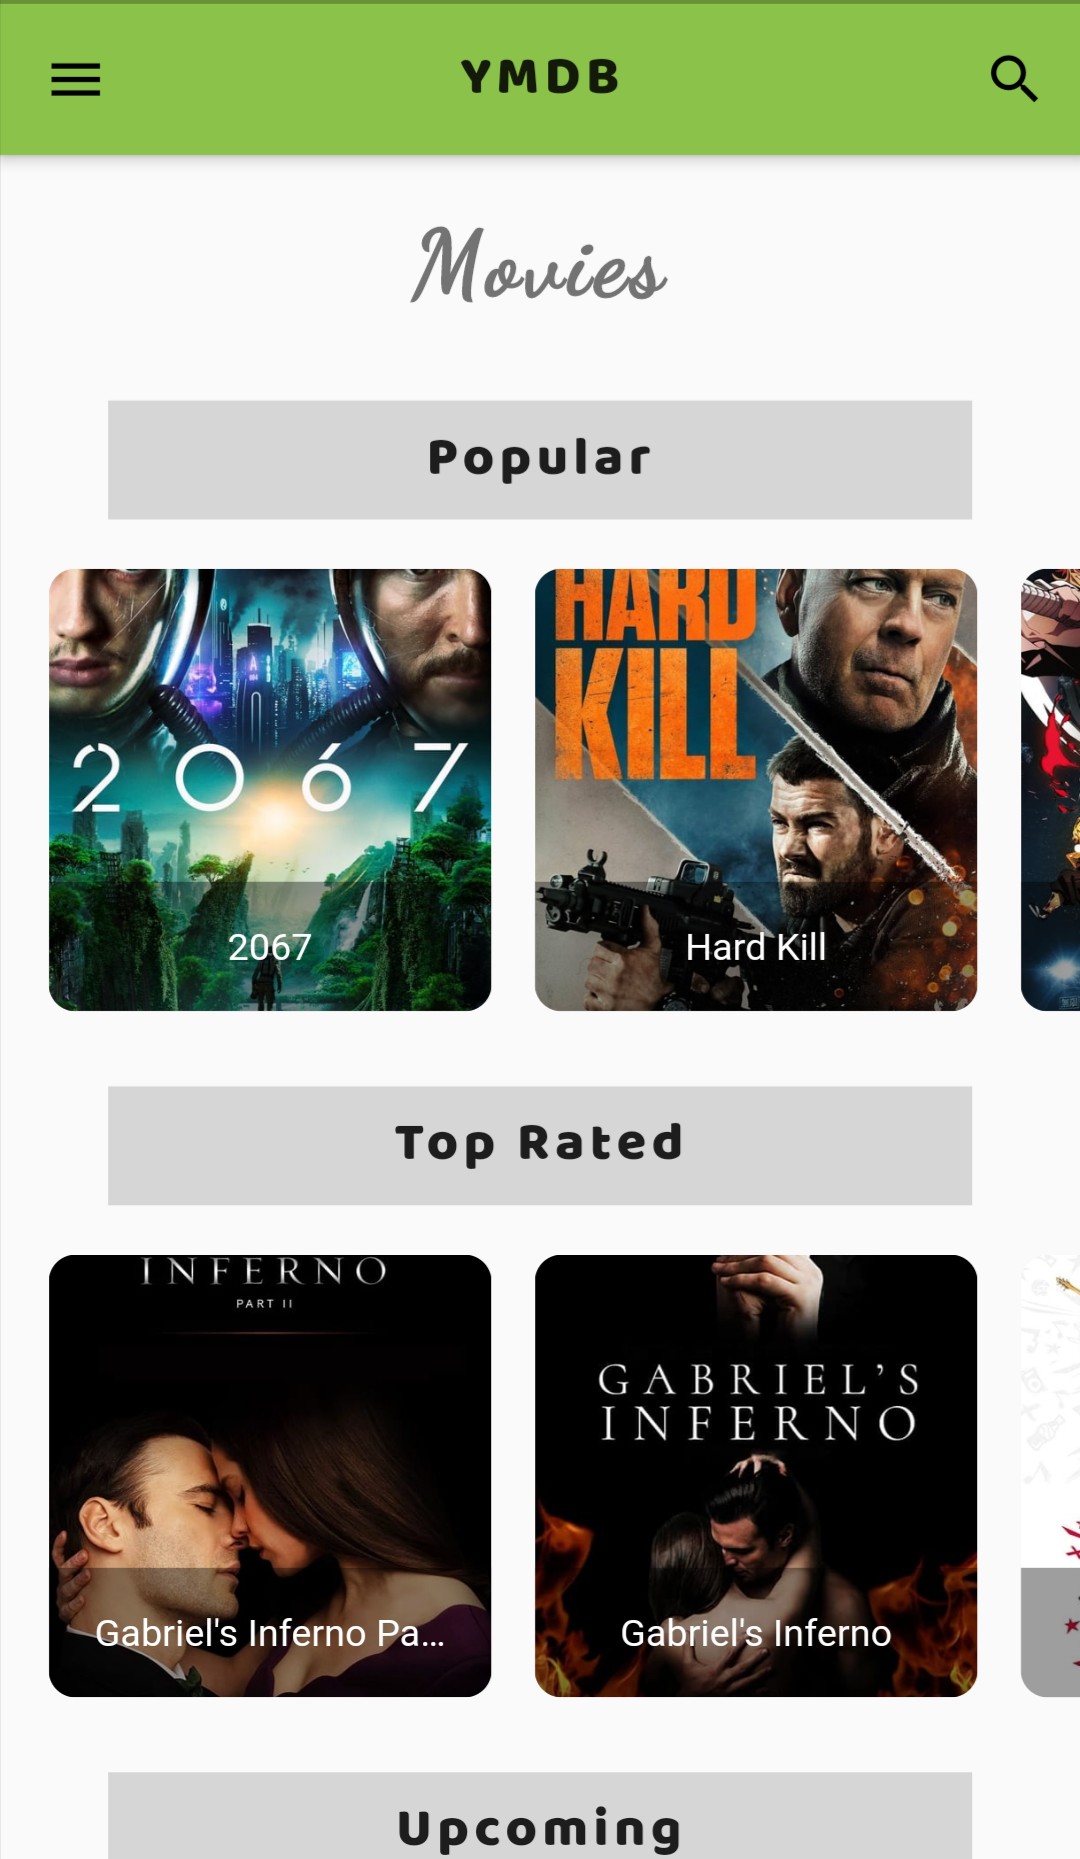 YMDB
Movies
Popular
2067
2067
HARD
KILL
Hard Kill
Top Rated
INFERNO
PART II
Gabriel's Inferno Pa...
GABRIEL'S
INFERNO
Gabriel's Inferno
Upcoming